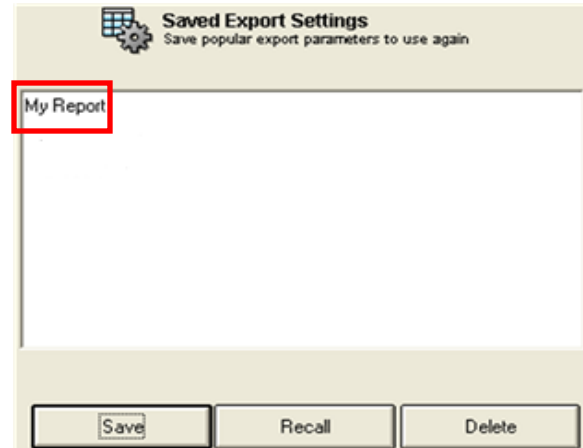 Saved Export Settings
Save popular export parameters to use again
My Report
Save Recall Delete